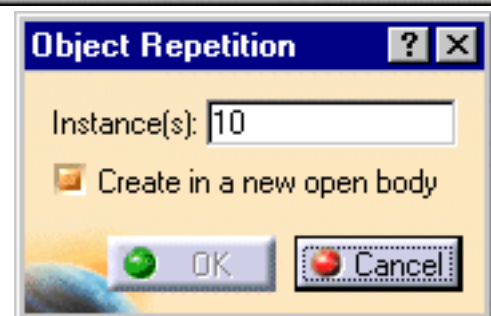 Object Repetition ? X
Instance(s): 10
Create in a new open body
OK Cancel